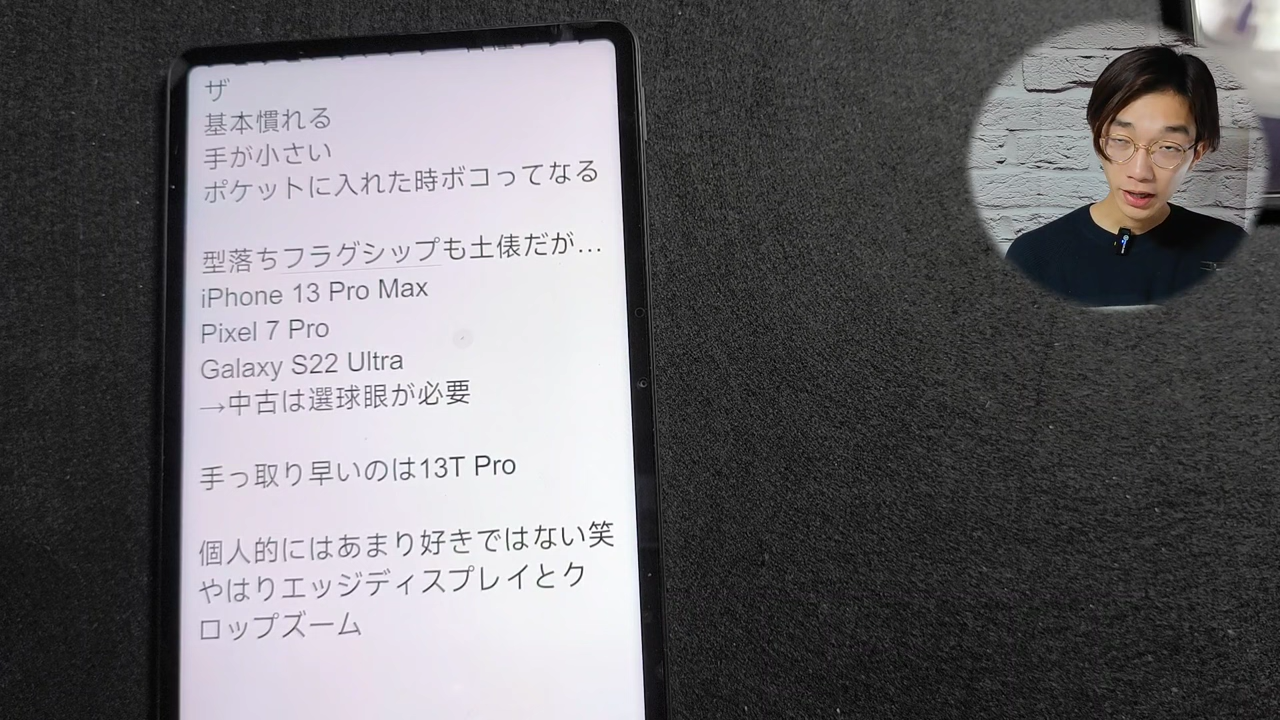 ザ
基本慣れる
手が小さい
ポケットに入れた時ボコってなる
型落ちフラグシップも土俵だが…
iPhone 13 Pro Max
Pixel 7 Pro
Galaxy S22 Ultra
→中古は選球眼が必要
手っ取り早いのは13T Pro
個人的にはあまり好きではない笑
やはりエッジディスプレイとク
ロップズーム